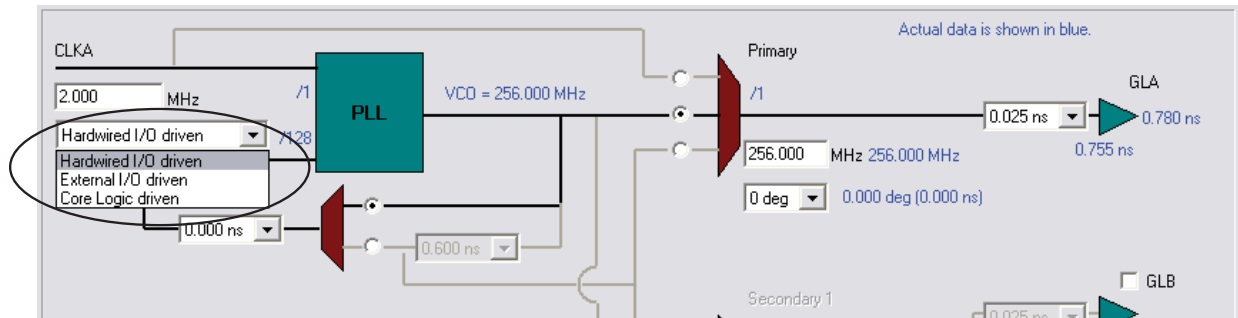 Actual data is shown in blue.
CLKA
Primary
2.000 MHz
/1
PLL
VCO = 256.000 MHz
/1
GLA
Hardwired I/O driven
/128
0.025 ns
0.780 ns
Hardwired I/O driven
External I/O driven
Core Logic driven
256.000 MHz 256.000 MHz
0.755 ns
0 deg
0.000 deg (0.000 ns)
0.000 ns
0.600 ns
Secondary 1
GLB
0.025 ns